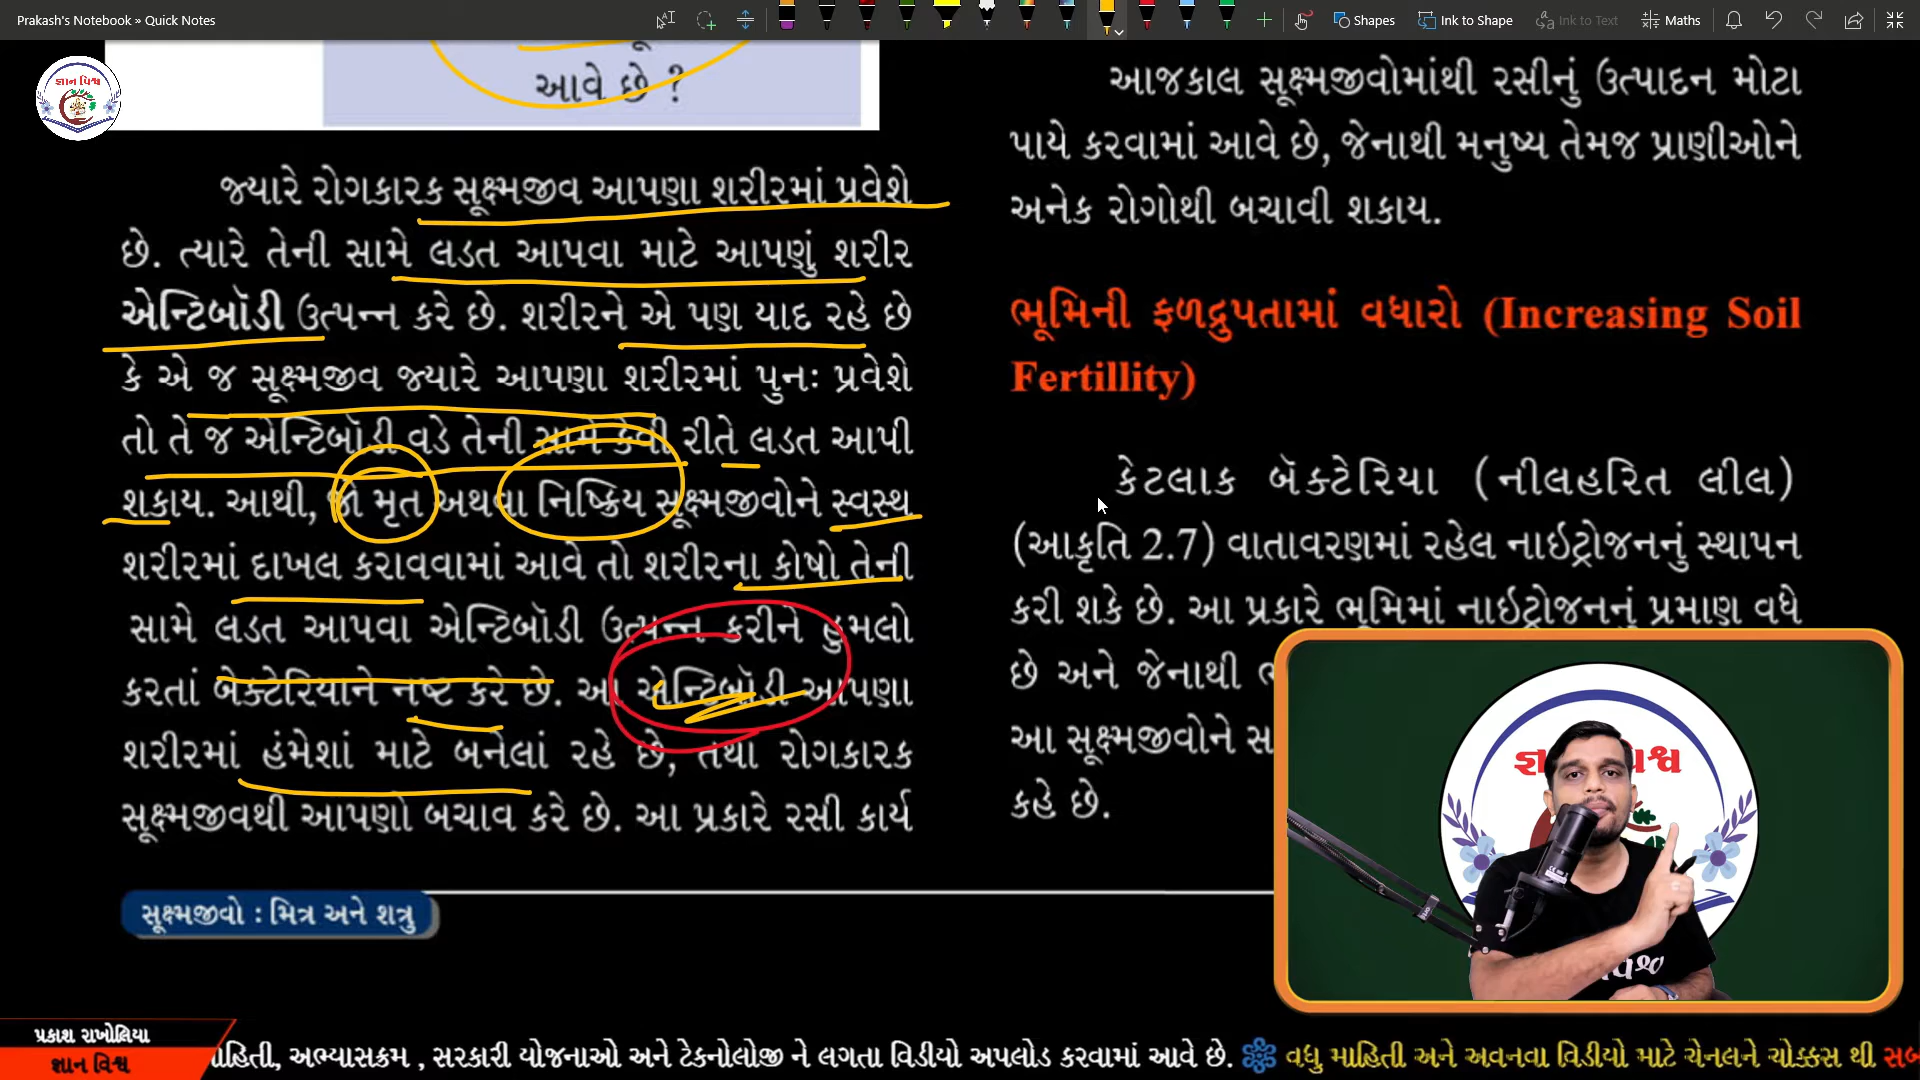 Prakash's Notebook » Quick Notes
Shapes
Ink to Shape
Ink to Text
Maths
જ્ઞાન વિશ્વ
આવે છે ?
જ્યારે રોગકારક સૂક્ષ્મજીવ આપણા શરીરમાં પ્રવેશે
છે. ત્યારે તેની સામે લડત આપવા માટે આપણું શરીર
એન્ટિબૉડી ઉત્પન્ન કરે છે. શરીરને એ પણ યાદ રહે છે
કે એ જ સૂક્ષ્મજીવ જ્યારે આપણા શરીરમાં પુનઃ પ્રવેશે
તો તે જ એન્ટિબૉડી વડે તેની સામે કેવી રીતે લડત આપી
શકાય. આથી, જો મૃત અથવા નિષ્ક્રિય સૂક્ષ્મજીવોને સ્વસ્થ
શરીરમાં દાખલ કરાવવામાં આવે તો શરીરના કોષો તેની
સામે લડત આપવા એન્ટિબૉડી ઉત્પન્ન કરીને હુમલો
કરતાં બેક્ટેરિયાને નષ્ટ કરે છે. આ એન્ટિબૉડી આપણા
શરીરમાં હંમેશાં માટે બનેલાં રહે છે, તથા રોગકારક
સૂક્ષ્મજીવથી આપણો બચાવ કરે છે. આ પ્રકારે રસી કાર્ય
સૂક્ષ્મજીવો : મિત્ર અને શત્રુ
આજકાલ સૂક્ષ્મજીવોમાંથી રસીનું ઉત્પાદન મોટા
પાયે કરવામાં આવે છે, જેનાથી મનુષ્ય તેમજ પ્રાણીઓને
અનેક રોગોથી બચાવી શકાય.
ભૂમિની ફળદ્રુપતામાં વધારો (Increasing Soil
Fertillity)
કેટલાક બૅક્ટેરિયા (નીલહરિત લીલ)
(આકૃતિ 2.7) વાતાવરણમાં રહેલ નાઇટ્રોજનનું સ્થાપન
કરી શકે છે. આ પ્રકારે ભૂમિમાં નાઇટ્રોજનનું પ્રમાણ વધે
છે અને જેનાથી
આ સૂક્ષ્મજીવોને
કહે છે.
પ્રકાશ રાખોલિયા
જ્ઞાન વિશ્વ
માહિતી, અભ્યાસક્રમ , સરકારી યોજનાઓ અને ટેકનોલોજી ને લગતા વિડીયો અપલોડ કરવામાં આવે છે. વધુ માહિતી અને અવનવા વિડીયો માટે ચેનલને ચોક્કસ થી